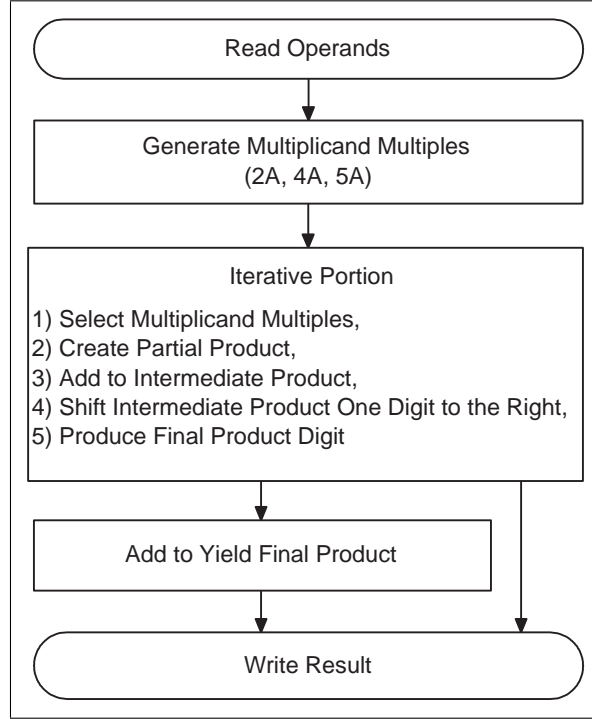 Read Operands
Generate Multiplicand Multiples
(2A, 4A, 5A)
Iterative Portion
1) Select Multiplicand Multiples,
2) Create Partial Product,
3) Add to Intermediate Product,
4) Shift Intermediate Product One Digit to the Right,
5) Produce Final Product Digit
Add to Yield Final Product
Write Result